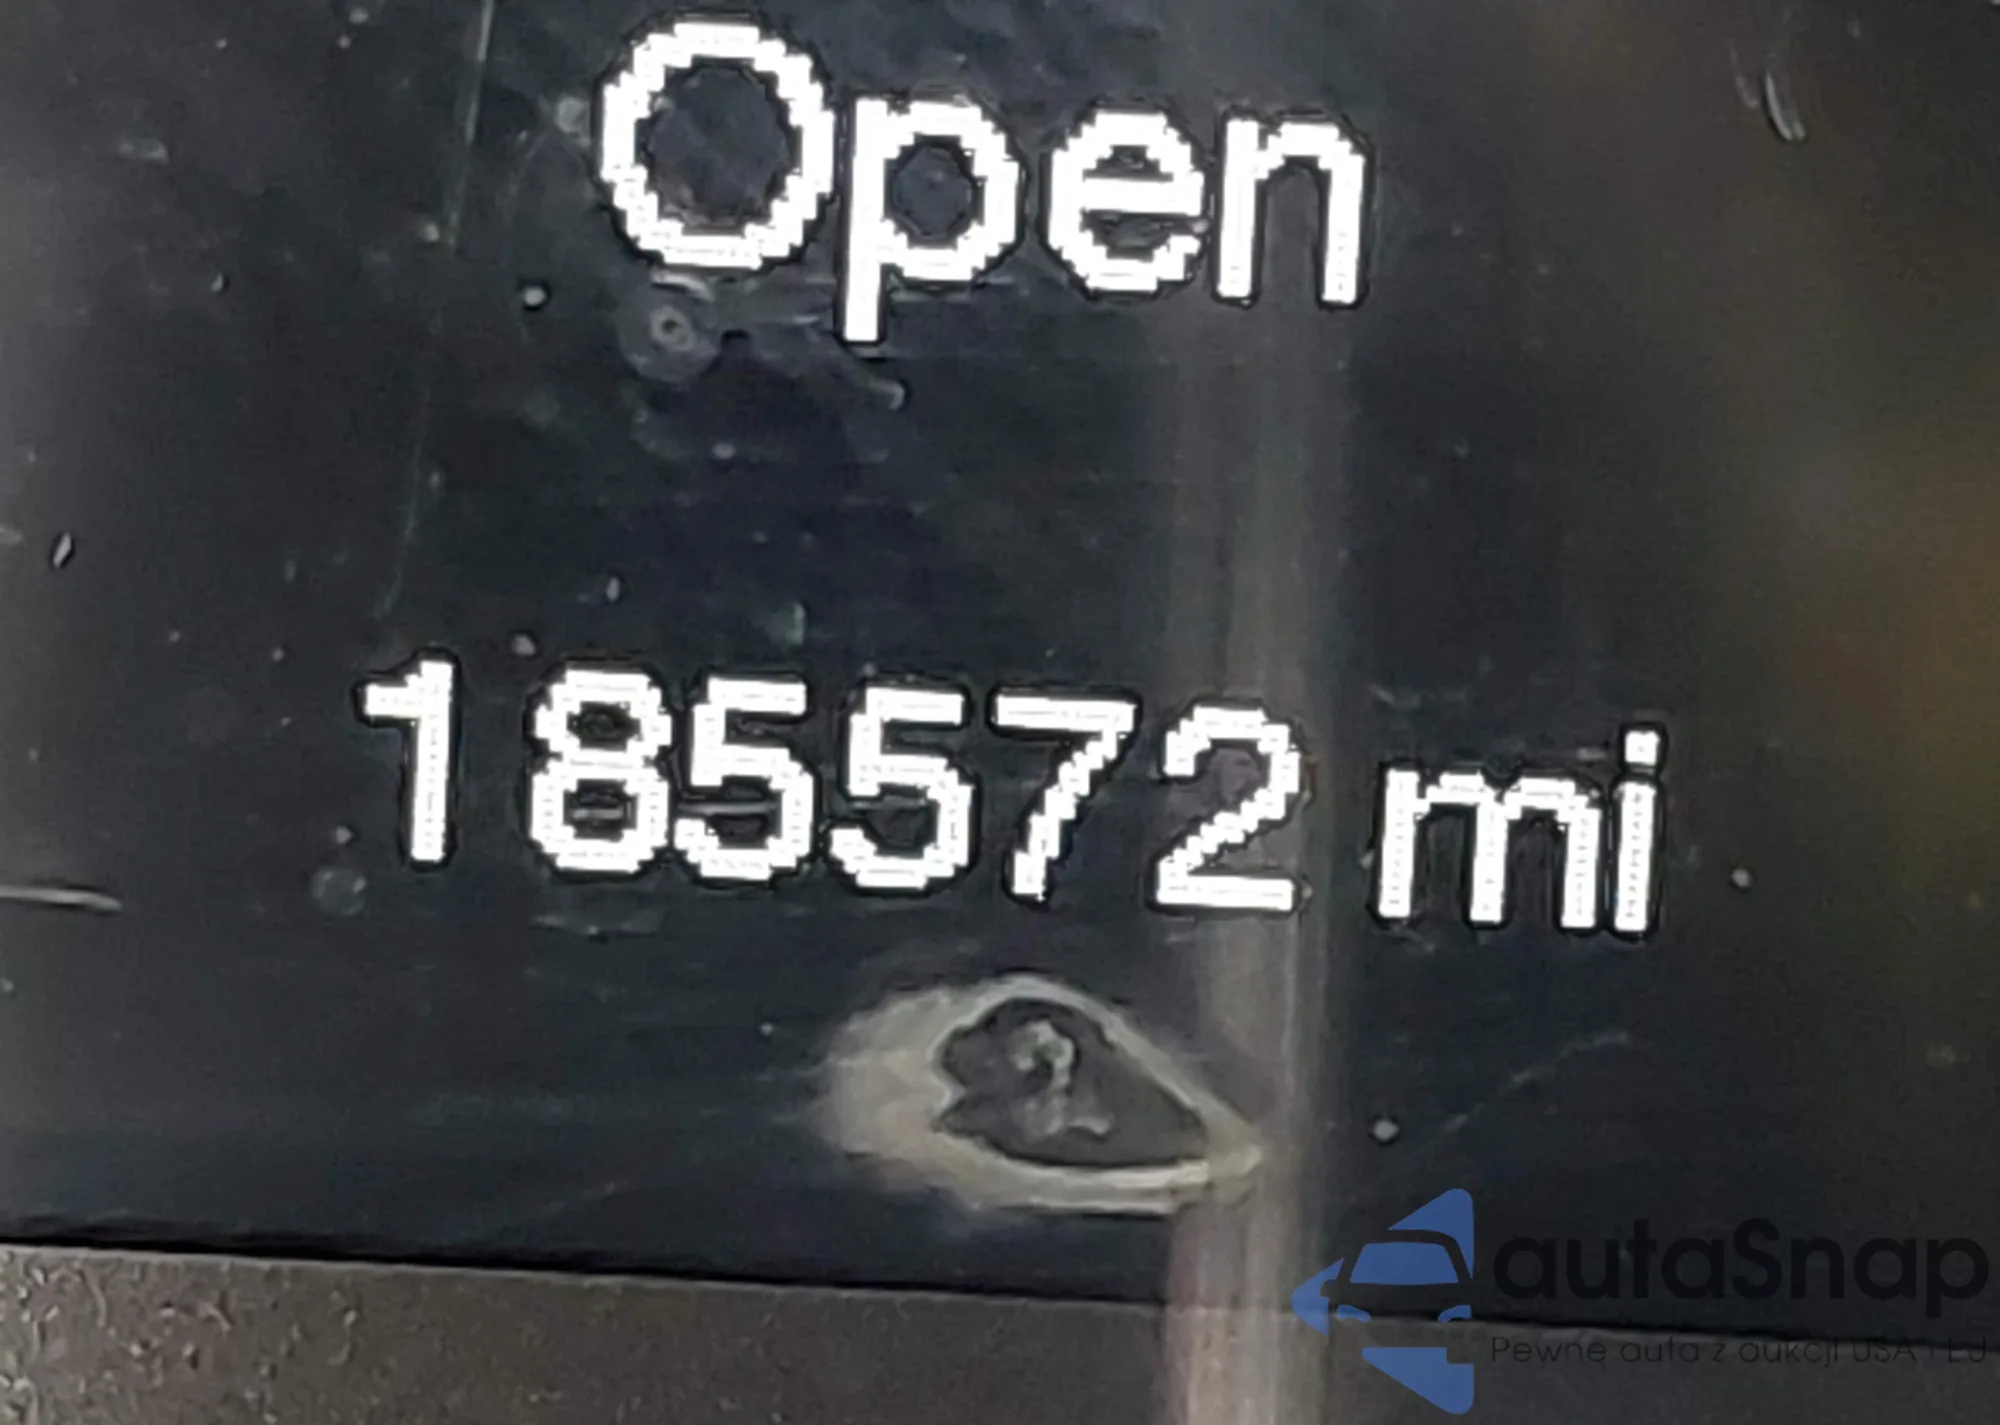 Open
185572 mi
autaSnap
Pewne auta z aukcji USA i EU